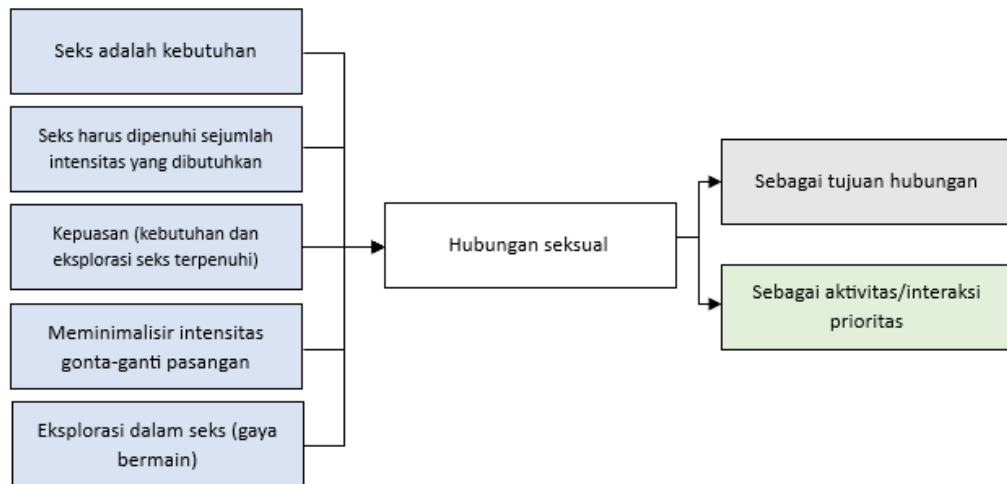 Seks adalah kebutuhan
Seks harus dipenuhi sejumlah
intensitas yang dibutuhkan
Kepuasan (kebutuhan dan
eksplorasi seks terpenuhi)
Meminimalisir intensitas
gonta-ganti pasangan
Eksplorasi dalam seks (gaya
bermain)
Hubungan seksual
Sebagai tujuan hubungan
Sebagai aktivitas/interaksi
prioritas